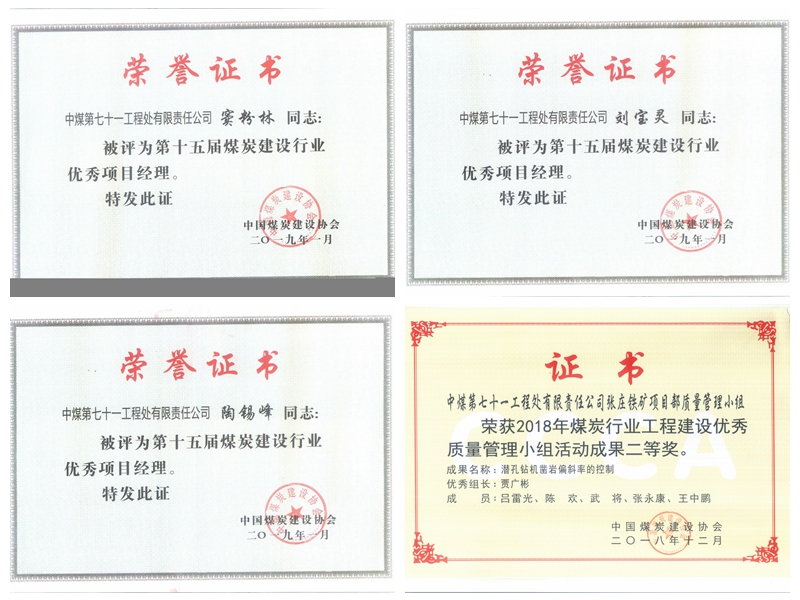 荣誉证书
中煤第七十一工程处有限责任公司 窦粉林 同志:
被评为第十五届煤炭建设行业
优秀项目经理。
特发此证
中国煤炭建设协会
二〇一九年一月
荣誉证书
中煤第七十一工程处有限责任公司 刘宝灵 同志:
被评为第十五届煤炭建设行业
优秀项目经理。
特发此证
中国煤炭建设协会
二〇一九年一月
荣誉证书
中煤第七十一工程处有限责任公司 陶锡峰 同志:
被评为第十五届煤炭建设行业
优秀项目经理。
特发此证
中国煤炭建设协会
二〇一九年一月
证书
中煤第七十一工程处有限责任公司张庄铁矿项目部质量管理小组
荣获2018年煤炭行业工程建设优秀
质量管理小组活动成果二等奖。
成果名称:潜孔钻机凿岩偏斜率的控制
优秀组长:贾广彬
成 员:吕雷光、陈 欢、武 将、张永康、王中鹏
中国煤炭建设协会
二〇一八年十二月